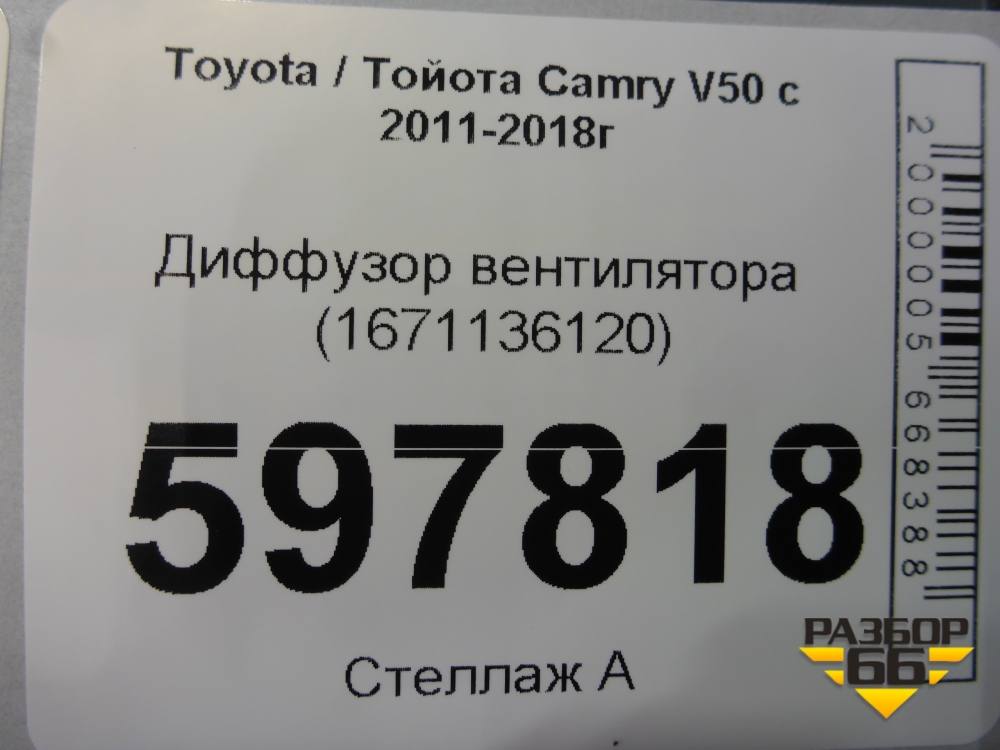 Toyota / Тойота Camry V50 с
2011-2018г
Диффузор вентилятора
(1671136120)
597818
Стеллаж А
2000005668388
РАЗБОР
66